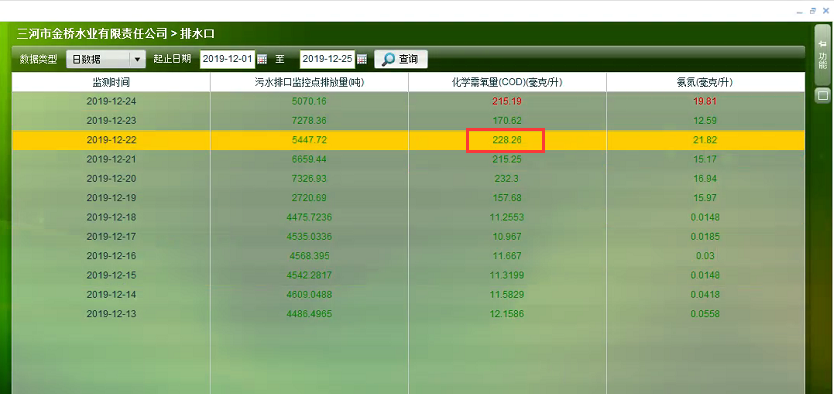 三河市金桥水业有限责任公司 > 排水口
数据类型 日数据 起止日期 2019-12-01 至 2019-12-25 查询
功能
监测时间 污水排口监控点排放量(吨) 化学需氧量(COD)(毫克/升) 氨氮(毫克/升)
2019-12-24 5070.16 215.19 19.81
2019-12-23 7278.36 170.62 12.59
2019-12-22 5447.72 228.26 21.82
2019-12-21 6659.44 215.25 15.17
2019-12-20 7326.93 232.3 16.94
2019-12-19 2720.69 157.68 15.97
2019-12-18 4475.7236 11.2553 0.0148
2019-12-17 4535.0336 10.967 0.0185
2019-12-16 4568.395 11.667 0.03
2019-12-15 4542.2817 11.3199 0.0148
2019-12-14 4609.0488 11.5829 0.0418
2019-12-13 4486.4965 12.1586 0.0558